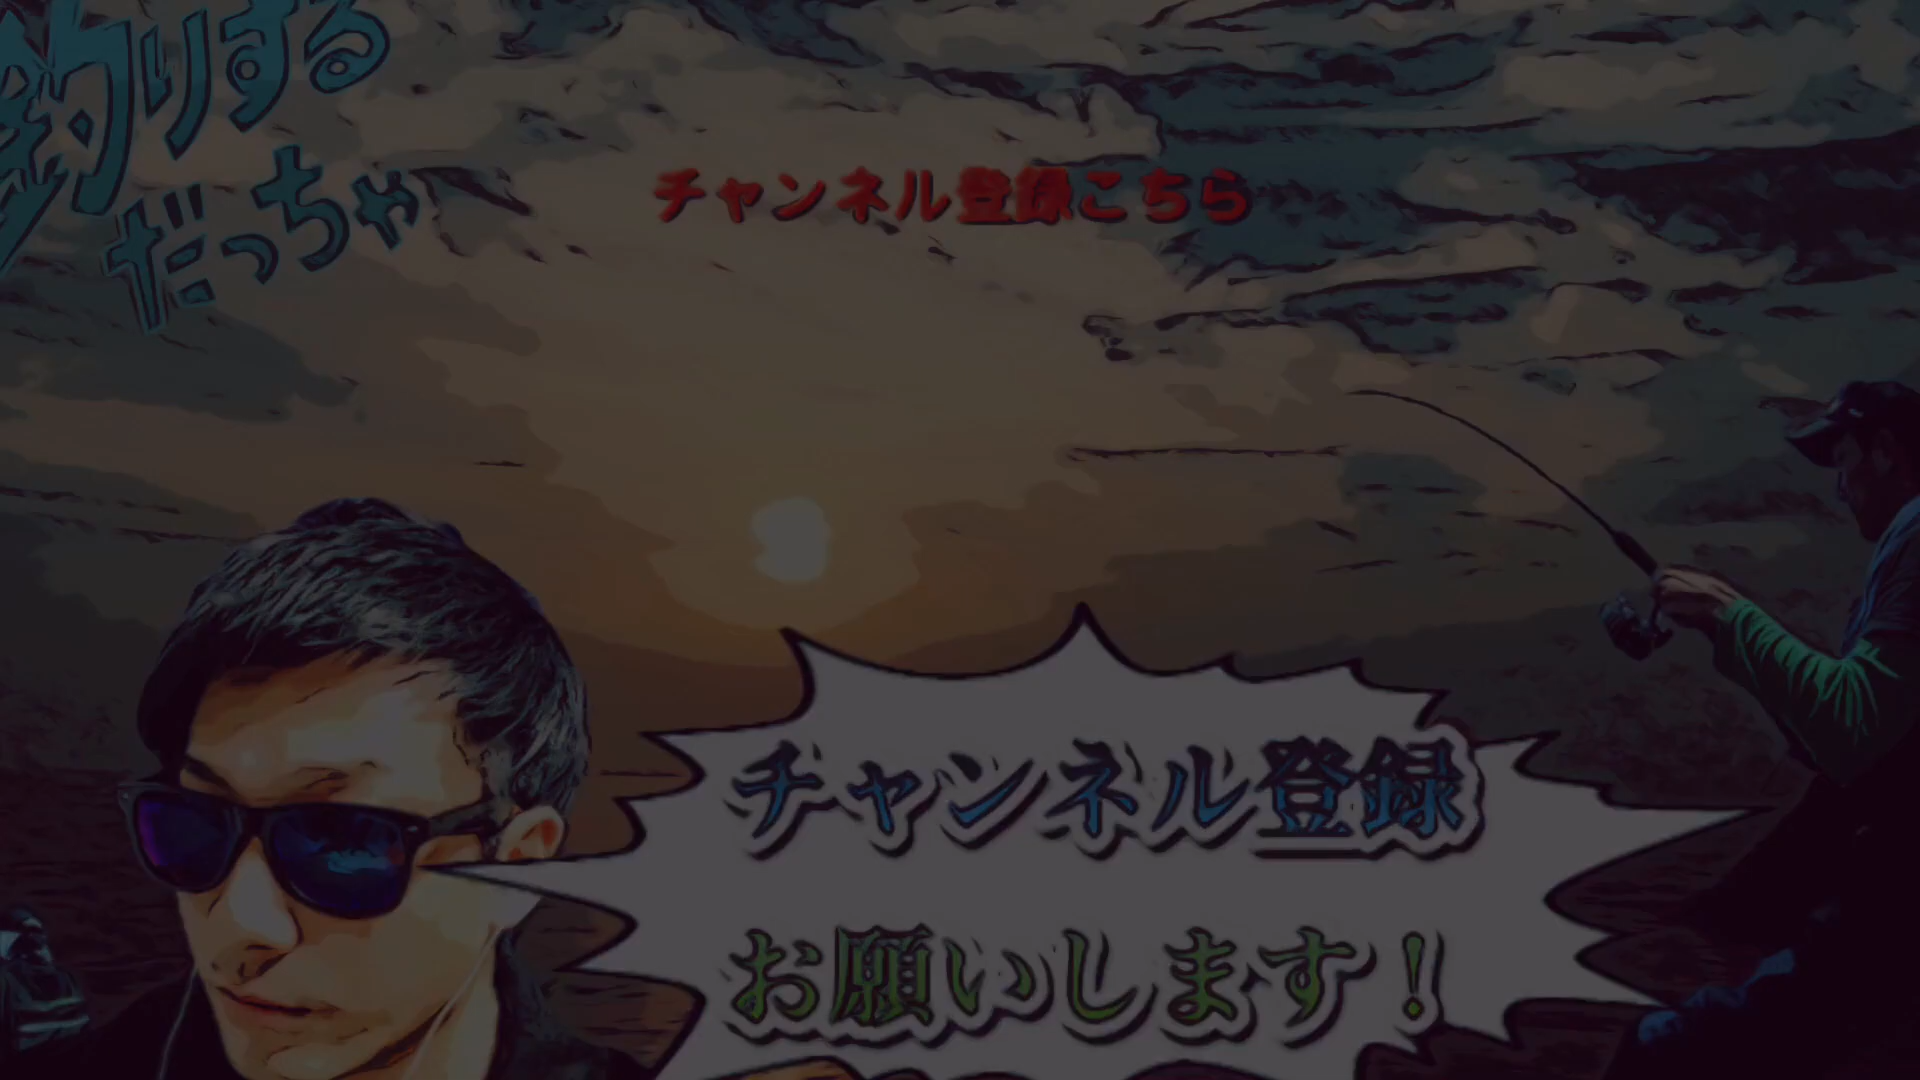 釣りする
だっちゃ
チャンネル登録こちら
チャンネル登録
お願いします！